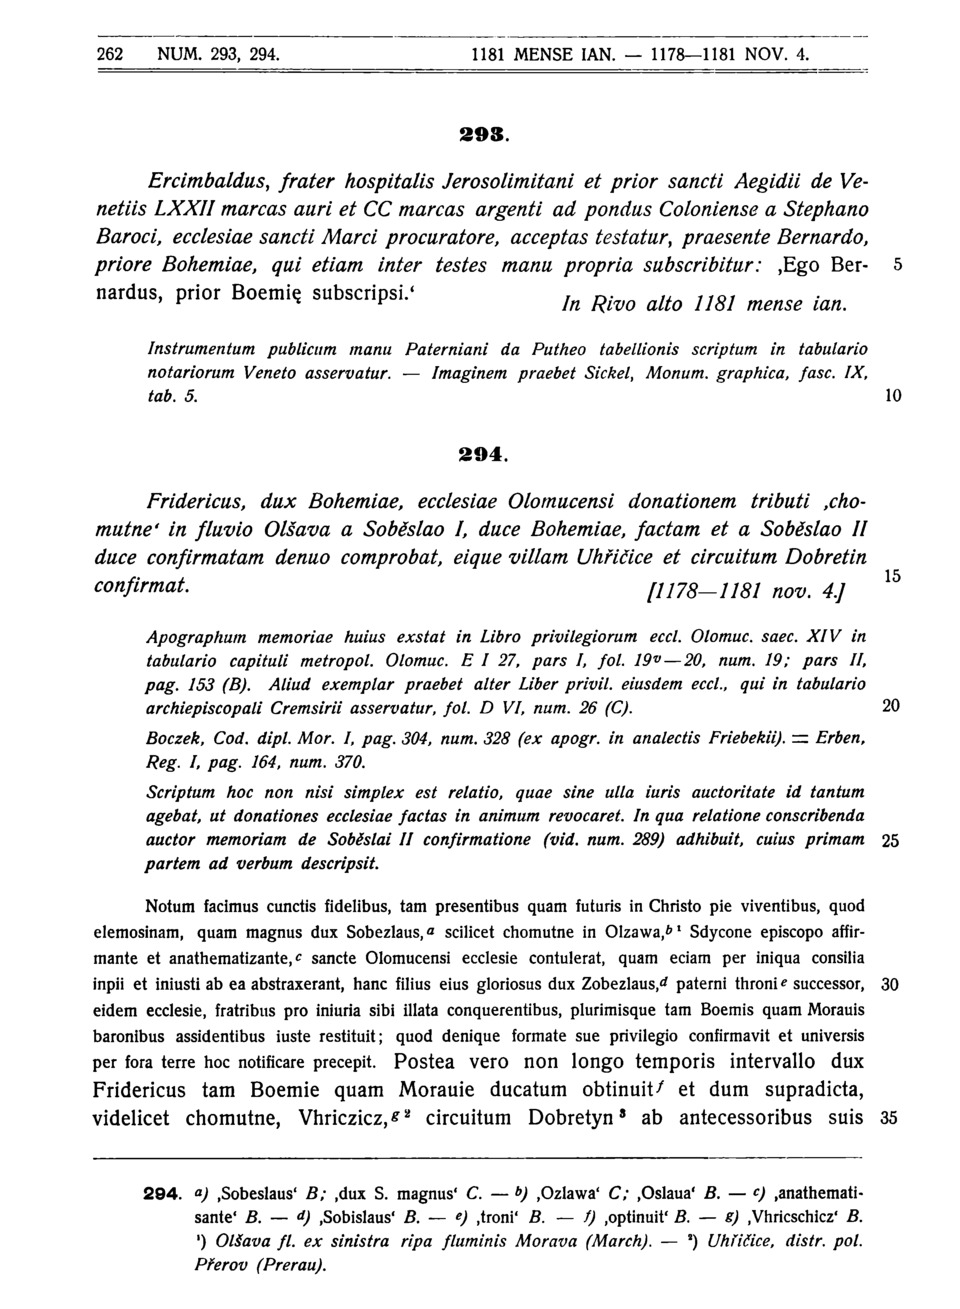 262 NUM. 293, 294. 1181 MENSE IAN. — 1178—1181 NOV. 4.
293.
Ercimbaldus, frater hospitalis Jerosolimitani et prior sancti Aegidii de Ve-
netiis LXXII marcas auri et CC marcas argenti ad pondus Coloniense a Stephano
Baroci, ecclesiae sancti Marci procuratore, acceptas testatur, praesente Bernardo,
priore Bohemiae, qui etiam inter testes manu propria subscribitur: ‚Ego Ber- 5
nardus, prior Boemię subscripsi.‘ In Rivo alto 1181 mense ian.
Instrumentum publicum manu Paterniani da Putheo tabellionis scriptum in tabulario
notariorum Veneto asservatur. — Imaginem praebet Sickel, Monum. graphica, fasc. IX,
tab. 5. 10
294.
Fridericus, dux Bohemiae, ecclesiae Olomucensi donationem tributi ‚cho-
mutne‘ in fluvio Olšava a Soběslao I, duce Bohemiae, factam et a Soběslao II
duce confirmatam denuo comprobat, eique villam Uhřičice et circuitum Dobretin
confirmat. [1178—1181 nov. 4.] 15
Apographum memoriae huius exstat in Libro privilegiorum eccl. Olomuc. saec. XIV in
tabulario capituli metropol. Olomuc. E I 27, pars I, fol. 19v—20, num. 19; pars II,
pag. 153 (B). Aliud exemplar praebet alter Liber privil. eiusdem eccl., qui in tabulario
archiepiscopali Cremsirii asservatur, fol. D VI, num. 26 (C). 20
Boczek, Cod. dipl. Mor. I, pag. 304, num. 328 (ex apogr. in analectis Friebekii). = Erben,
Reg. I, pag. 164, num. 370.
Scriptum hoc non nisi simplex est relatio, quae sine ulla iuris auctoritate id tantum
agebat, ut donationes ecclesiae factas in animum revocaret. In qua relatione conscribenda
auctor memoriam de Soběslai II confirmatione (vid. num. 289) adhibuit, cuius primam 25
partem ad verbum descripsit.
Notum facimus cunctis fidelibus, tam presentibus quam futuris in Christo pie viventibus, quod
elemosinam, quam magnus dux Sobezlaus,a scilicet chomutne in Olzawa,b 1 Sdycone episcopo affir-
mante et anathematizante,c sancte Olomucensi ecclesie contulerat, quam eciam per iniqua consilia
inpii et iniusti ab ea abstraxerant, hanc filius eius gloriosus dux Zobezlaus,d paterni throni e successor, 30
eidem ecclesie, fratribus pro iniuria sibi illata conquerentibus, plurimisque tam Boemis quam Morauis
baronibus assidentibus iuste restituit; quod denique formate sue privilegio confirmavit et universis
per fora terre hoc notificare precepit. Postea vero non longo temporis intervallo dux
Fridericus tam Boemie quam Morauie ducatum obtinuit f et dum supradicta,
videlicet chomutne, Vhriczicz,g 2 circuitum Dobretyn 3 ab antecessoribus suis 35
294. a) ‚Sobeslaus‘ B; ‚dux S. magnus‘ C. — b) ‚Ozlawa‘ C; ‚Oslaua‘ B. — c) ‚anathemati-
sante‘ B. — d) ‚Sobislaus‘ B. — e) ‚troni‘ B. — f) ‚optinuit‘ B. — g) ‚Vhricschicz‘ B.
1) Olšava fl. ex sinistra ripa fluminis Morava (March). — 2) Uhřičice, distr. pol.
Přerov (Prerau).